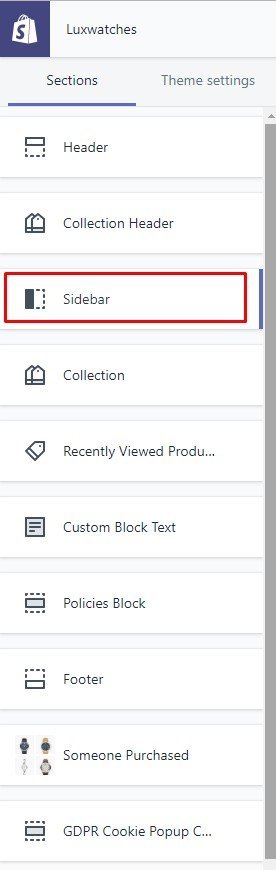 Luxwatches
Sections Theme settings
Header
Collection Header
Sidebar
Collection
Recently Viewed Produ...
Custom Block Text
Policies Block
Footer
Someone Purchased
GDPR Cookie Popup C...